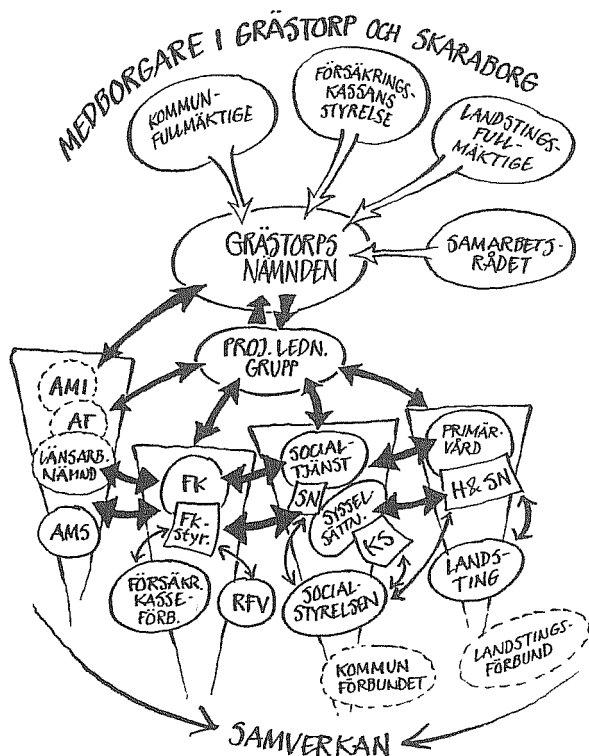 MEDBORGARE I GRÄSTORP OCH SKARABORG
KOMMUN-
FULLMÄKTIGE
FÖRSÄKRINGS-
KASSANS
STYRELSE
LANDSTINGS-
FULL-
MÄKTIGE
GRÄSTORPS
NÄMNDEN
SAMARBETS-
RÅDET
PROJ. LEDN.
GRUPP
AMI
AF
LÄNSARB.
NÄMND
AMS
FK
FK-
styr.
FÖRSÄKR.
KASSE-
FÖRB.
RFV
SOCIAL-
TJÄNST
SN
SYSSEL-
SÄTTN.
KS
SOCIAL-
STYRELSEN
KOMMUN
FÖRBUNDET
PRIMÄR-
VÅRD
H & SN
LANDS-
TING
LANDSTINGS-
FÖRBUND
SAMVERKAN